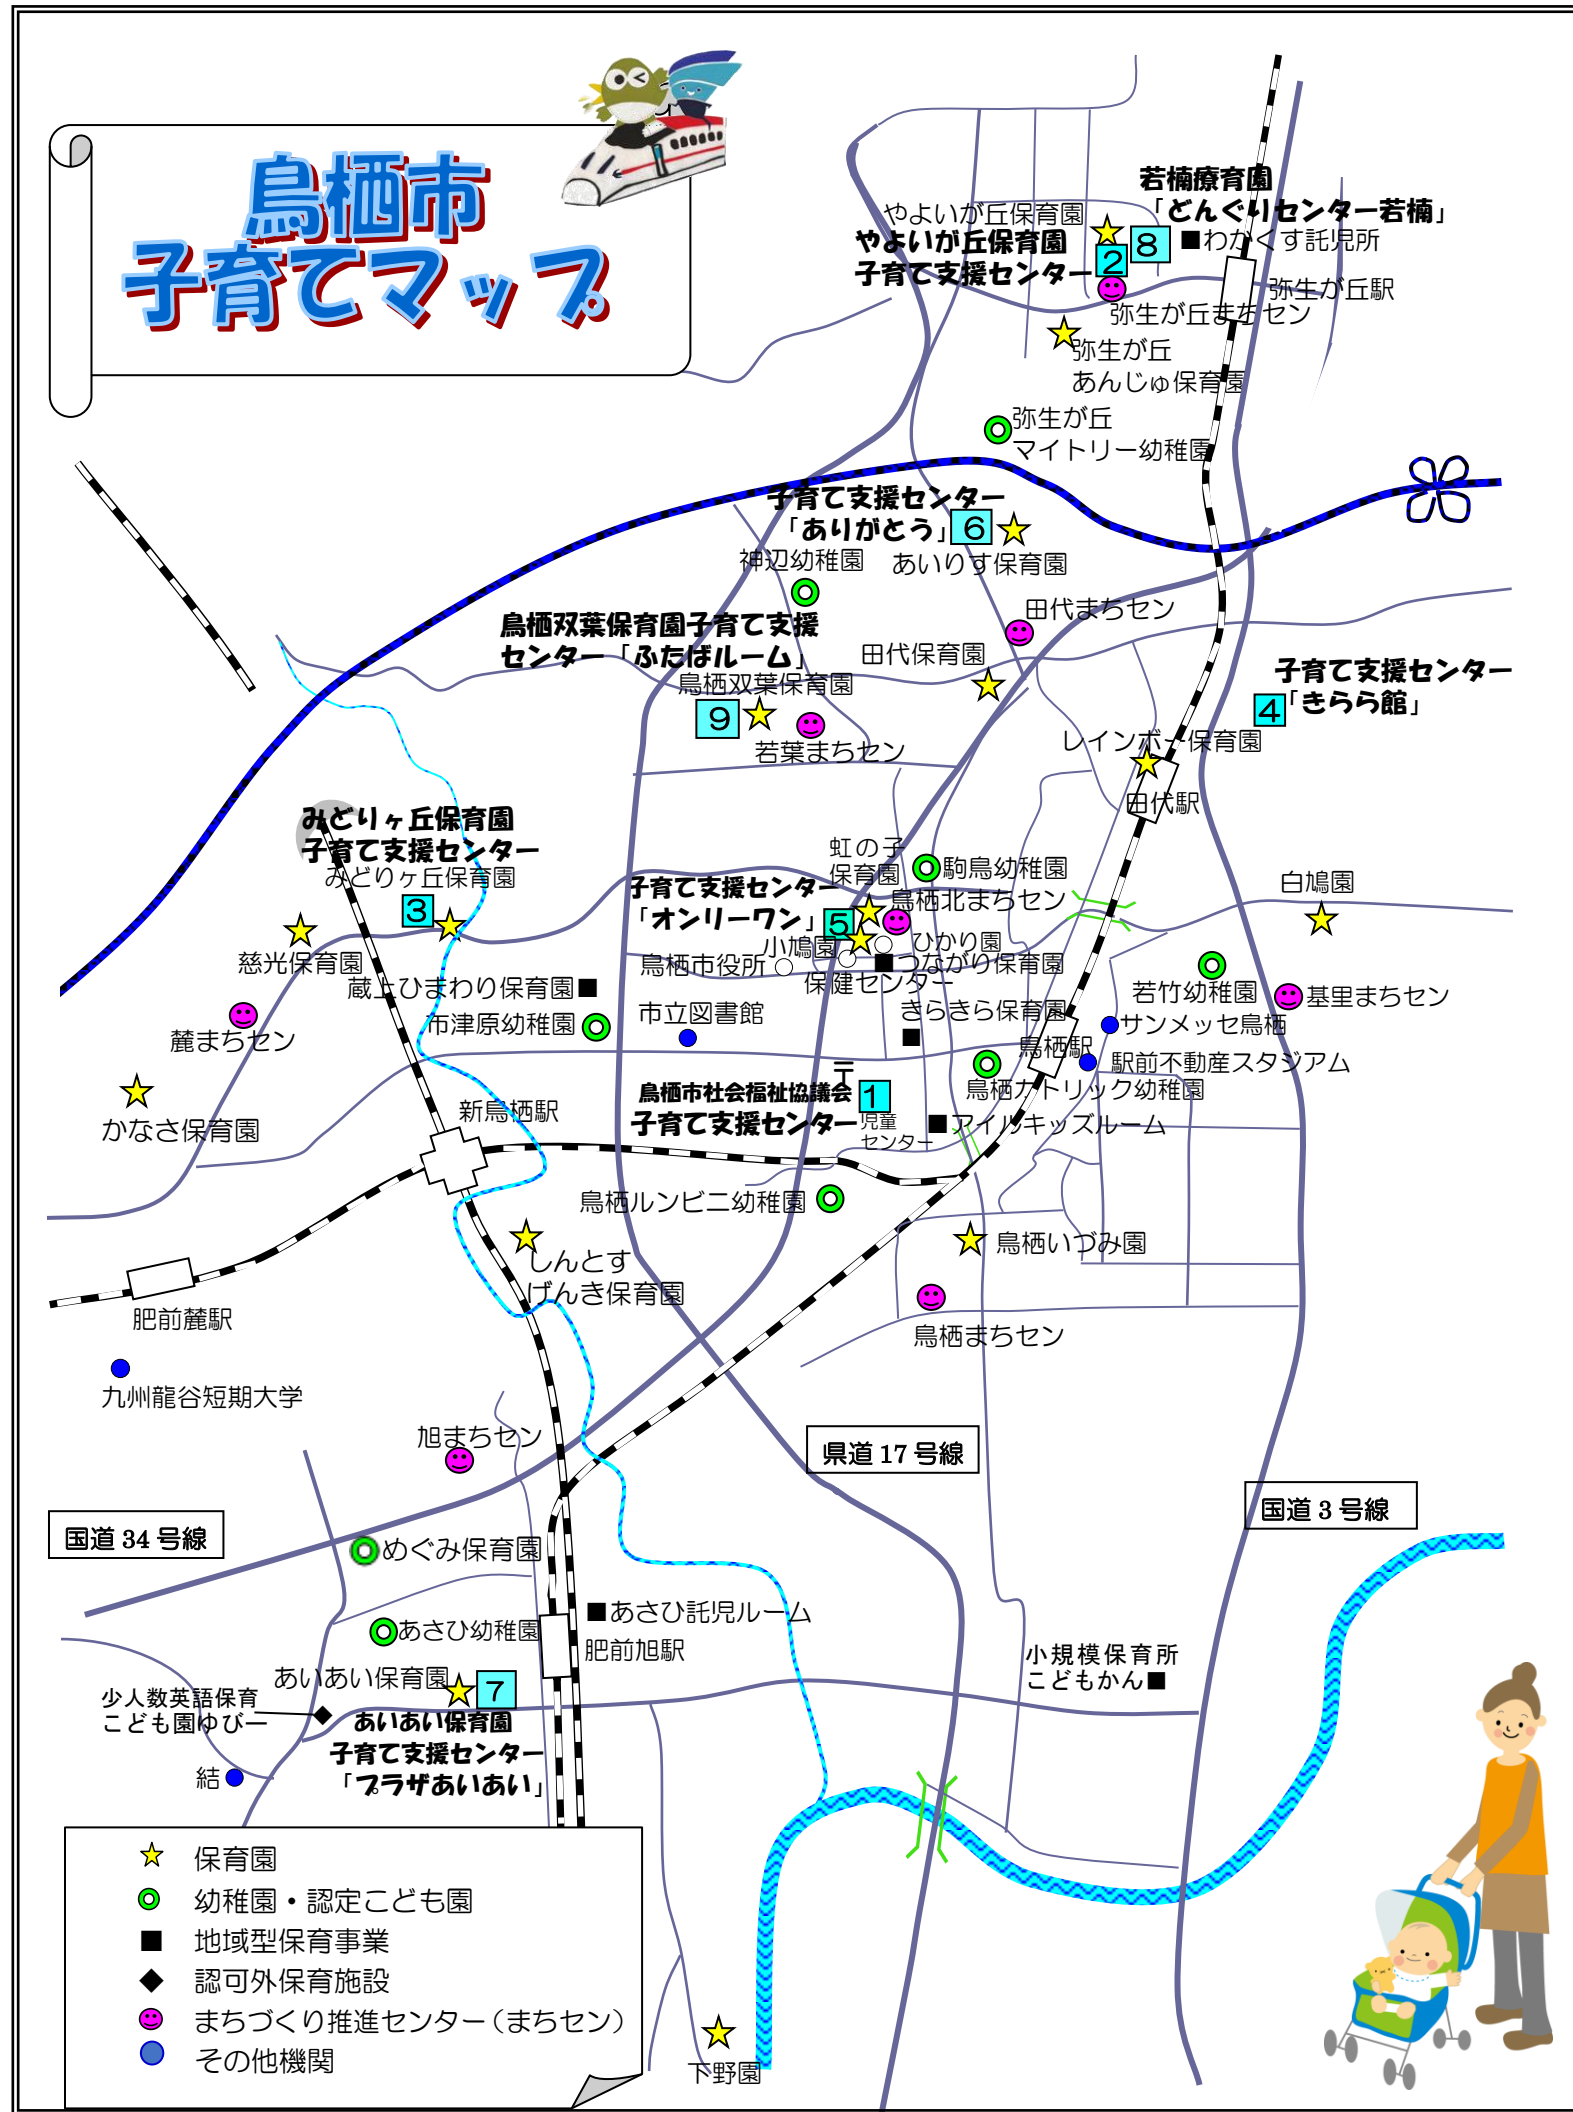 鳥栖市
子育てマップ
若楠療育園
「どんぐりセンター若楠」
やよいが丘保育園
やよいが丘保育園
子育て支援センター
2
8
■わかくす託児所
弥生が丘駅
弥生が丘まちセン
弥生が丘
あんじゅ保育園
弥生が丘
マイトリー幼稚園
子育て支援センター
「ありがとう」
6
神辺幼稚園
あいりす保育園
田代まちセン
鳥栖双葉保育園子育て支援
センター「ふたばルーム」
田代保育園
鳥栖双葉保育園
9
若葉まちセン
子育て支援センター
「きらら館」
4
レインボー保育園
田代駅
みどりヶ丘保育園
子育て支援センター
みどりヶ丘保育園
3
慈光保育園
虹の子
保育園
駒鳥幼稚園
子育て支援センター
「オンリーワン」
5
鳥栖北まちセン
白鳩園
小鳩園
ひかり園
鳥栖市役所
■つながり保育園
保健センター
蔵上ひまわり保育園■
市津原幼稚園
市立図書館
きらきら保育園
■
若竹幼稚園
基里まちセン
サンメッセ鳥栖
鳥栖駅
駅前不動産スタジアム
麓まちセン
かなさ保育園
新鳥栖駅
〒
鳥栖市社会福祉協議会
子育て支援センター
1
児童
センター
鳥栖カトリック幼稚園
■アイルキッズルーム
鳥栖ルンビニ幼稚園
しんとす
げんき保育園
鳥栖いづみ園
鳥栖まちセン
肥前麓駅
九州龍谷短期大学
旭まちセン
県道 17 号線
国道 3 号線
国道 34 号線
めぐみ保育園
あさひ幼稚園
■あさひ託児ルーム
肥前旭駅
小規模保育所
こどもかん■
あいあい保育園
7
少人数英語保育
こども園ゆびー
あいあい保育園
子育て支援センター
「プラザあいあい」
結
保育園
幼稚園・認定こども園
■ 地域型保育事業
◆ 認可外保育施設
まちづくり推進センター（まちセン）
その他機関
下野園